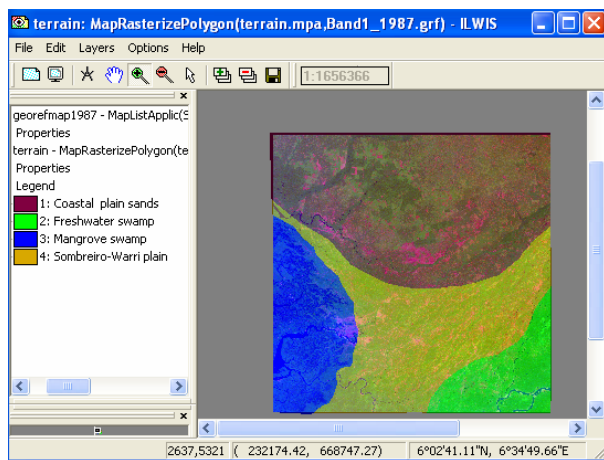 terrain: MapRasterizePolygon(terrain.mpa,Band1_1987.grf) - ILWIS
File Edit Layers Options Help
1:1656366
georefmap1987 - MapListApplic(S
Properties
terrain - MapRasterizePolygon(te
Properties
Legend
1: Coastal plain sands
2: Freshwater swamp
3: Mangrove swamp
4: Sombreiro-Warri plain
2637,5321 ( 232174.42, 668747.27) 6°02'41.11"N, 6°34'49.66"E